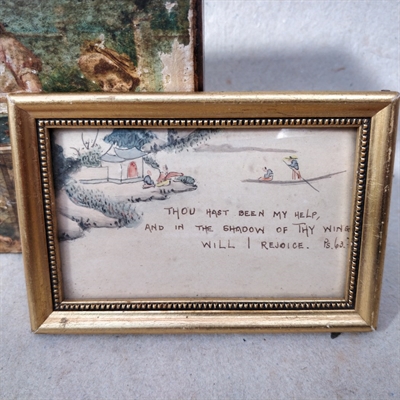 THOU HAST BEEN MY HELP,
AND IN THE SHADOW OF THY WING
WILL I REJOICE. Ps. 63.